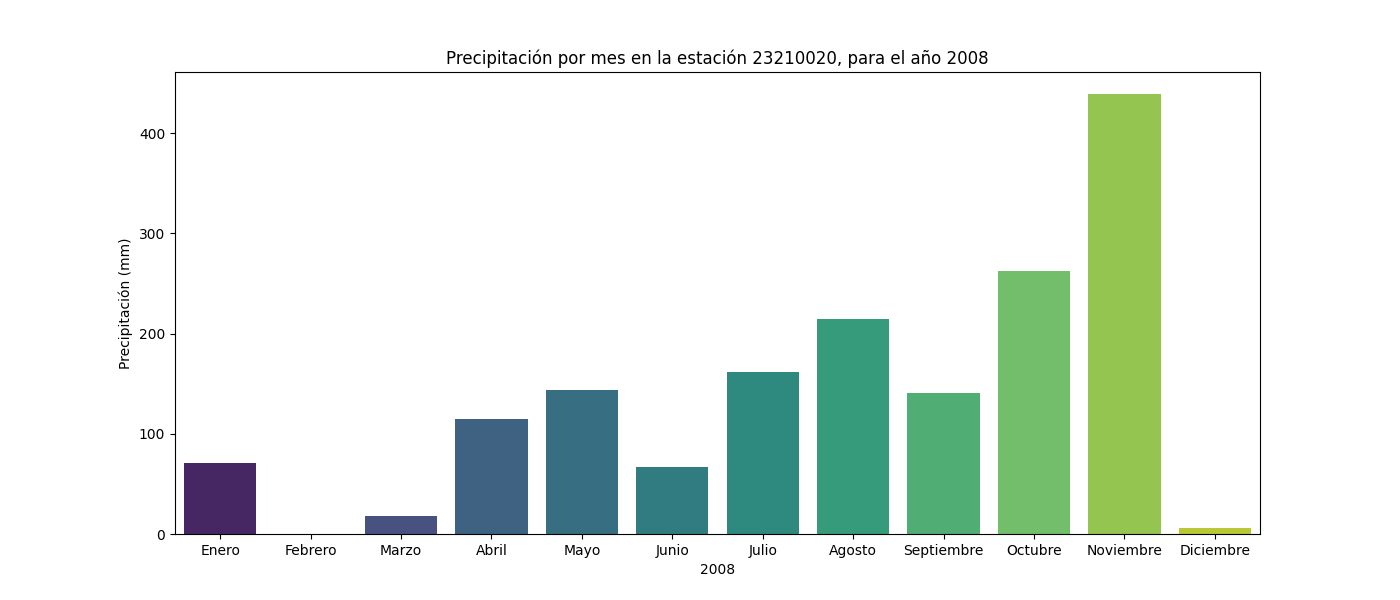 Precipitación por mes en la estación 23210020, para el año 2008
Precipitación (mm)
400
300
200
100
0
Enero Febrero Marzo Abril Mayo Junio Julio Agosto Septiembre Octubre Noviembre Diciembre
2008